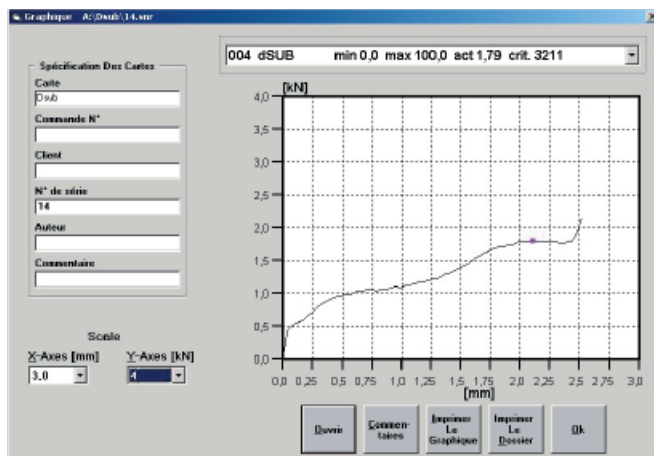 Graphique A:\Dsub\14.snr
004 dSUB min 0,0 max 100,0 act 1,79 crit. 3211
Spécification Des Cartes
Carte
Dsub
Commande N°
Client
N° de série
14
Auteur
Commentaire
Scale
X-Axes [mm] Y-Axes [kN]
3.0 4
[kN]
4,0
3,5
3,0
2,5
2,0
1,5
1,0
0,5
0,0
0,0 0,25 0,5 0,75 1,0 1,25 1,5 1,75 2,0 2,25 2,5 2,75 3,0
[mm]
Ouvrir
Commen-
taires
Imprimer
Le
Graphique
Imprimer
Le
Dossier
Ok